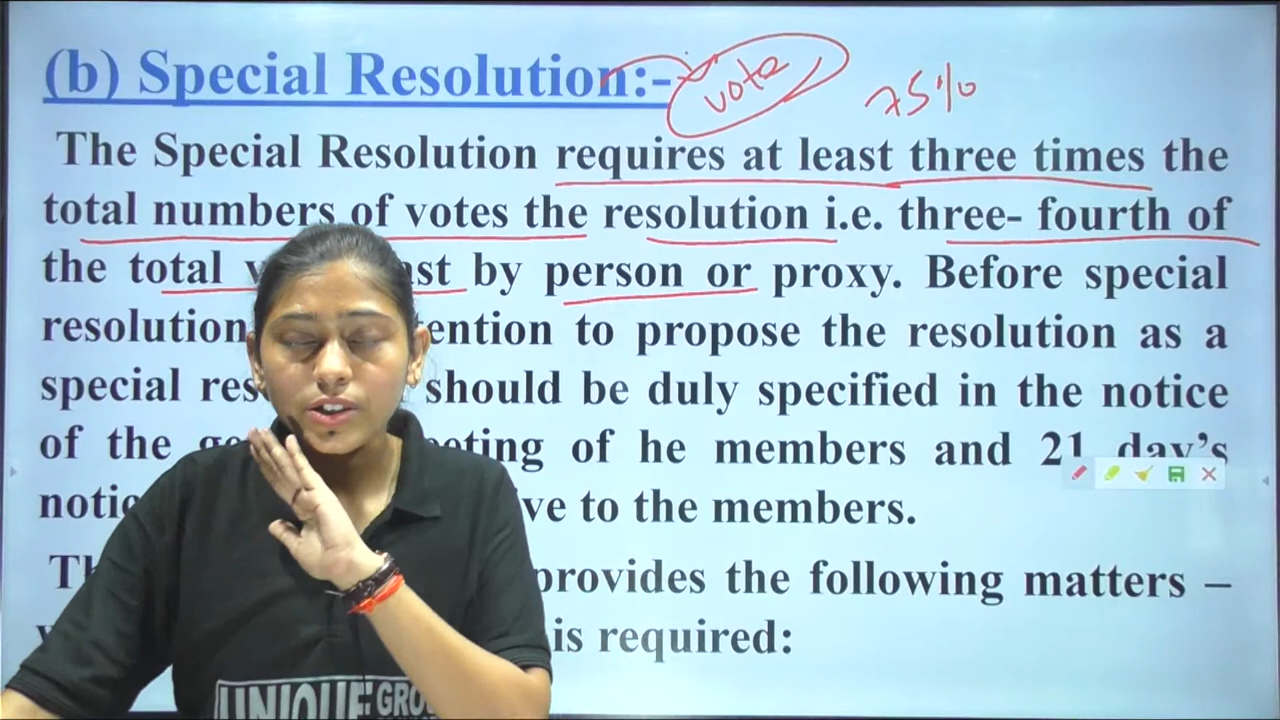 (b) Special Resolution:-
vote
75%
The Special Resolution requires at least three times the
total numbers of votes the resolution i.e. three- fourth of
the total by person or proxy. Before special
resolution to propose the resolution as a
special should be duly specified in the notice
of the of he members and 21 day's
to the members.
provides the following matters –
is required:
UNIQUE GRO